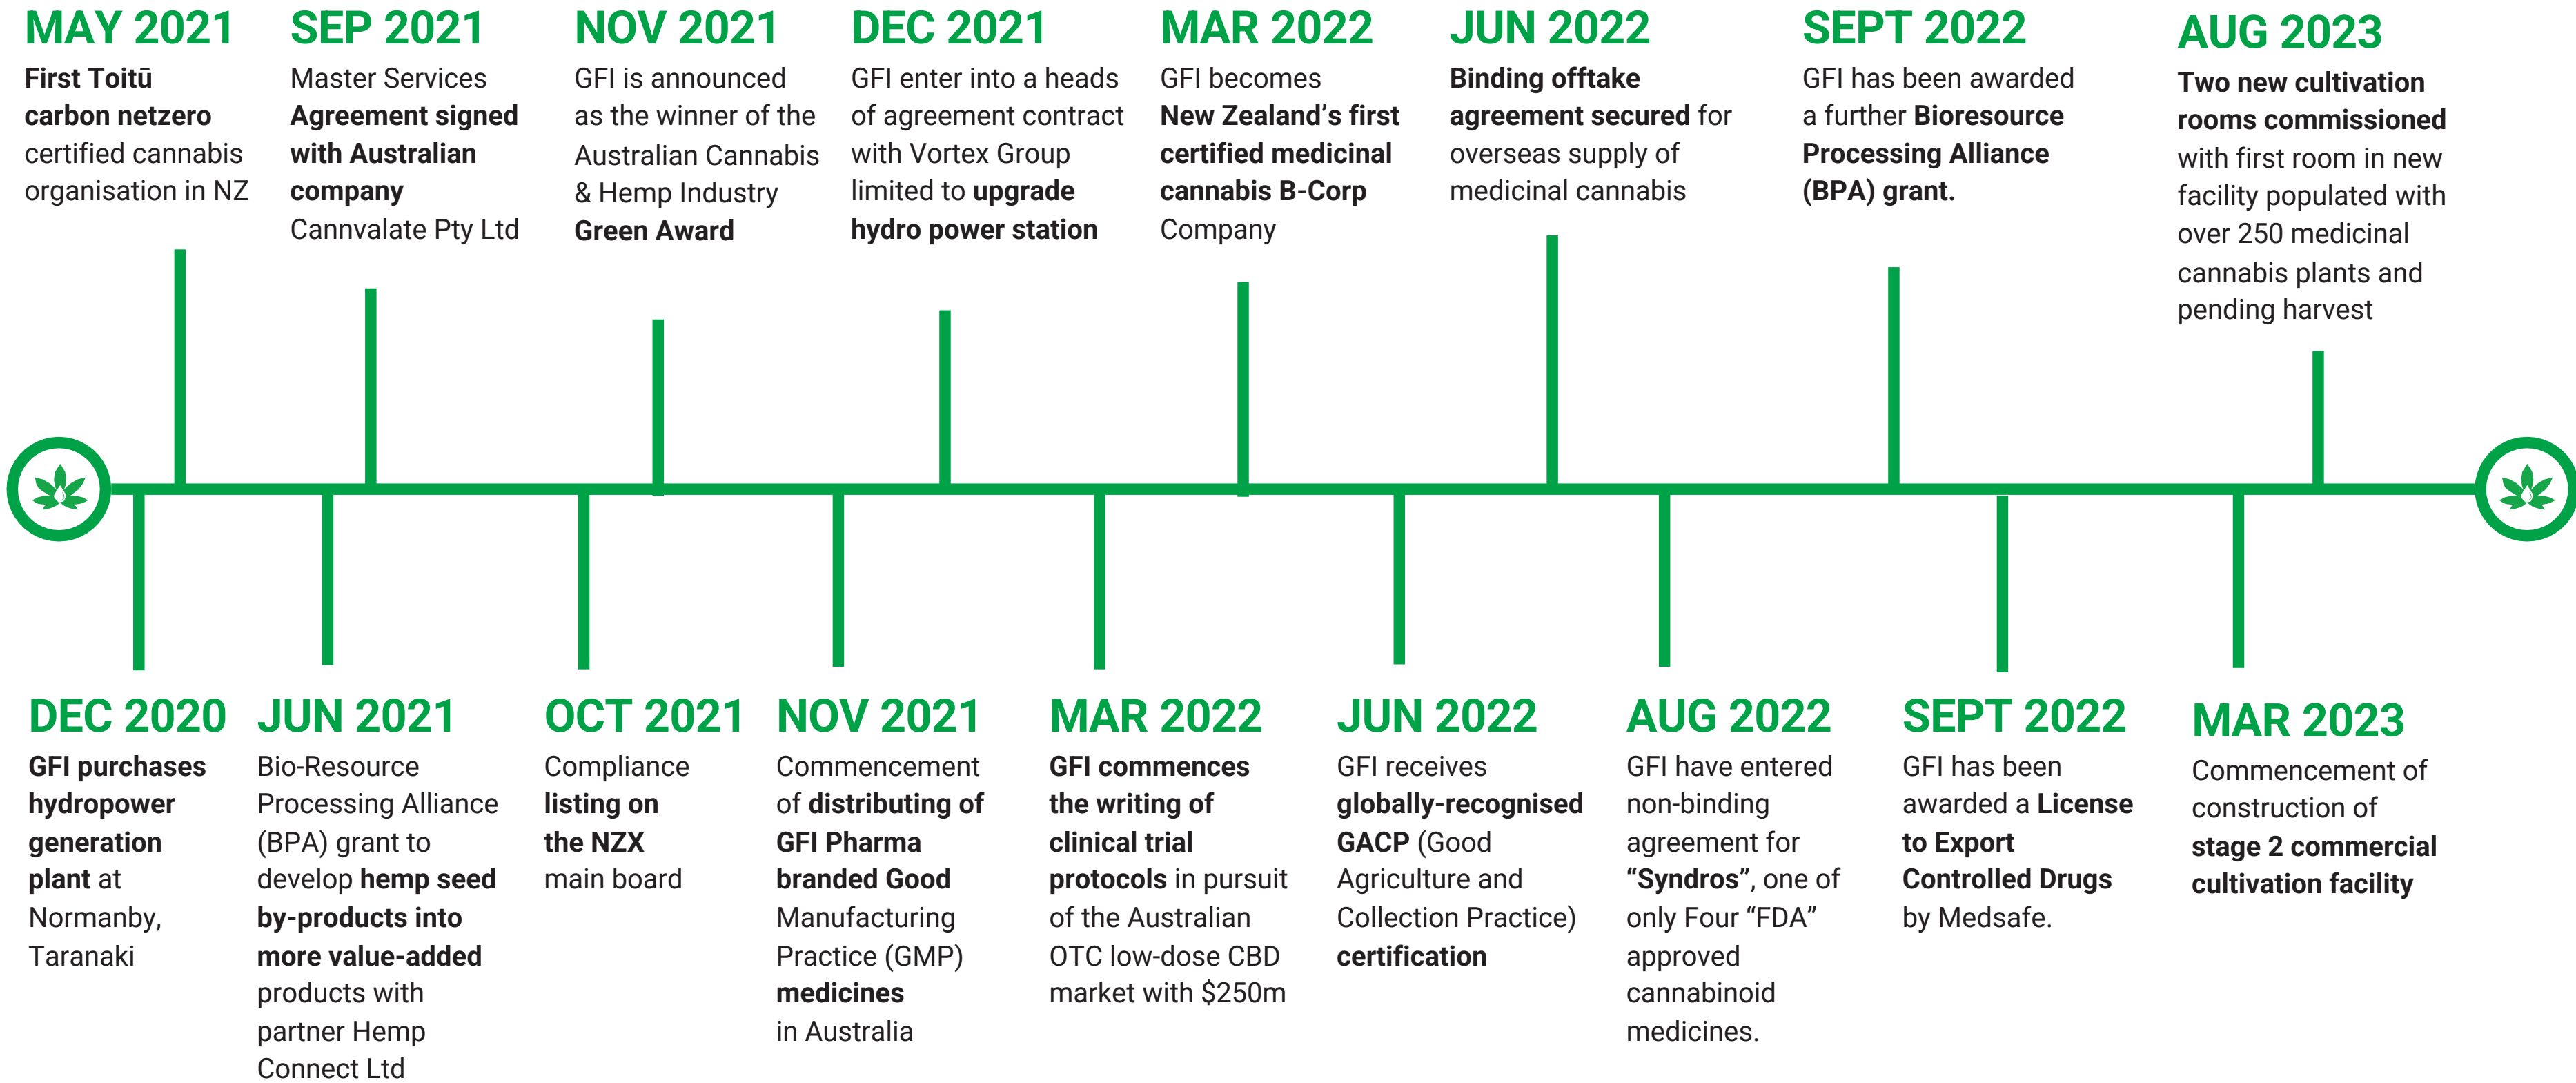 MAY 2021
First Toitū
carbon netzero
certified cannabis
organisation in NZ
SEP 2021
Master Services
Agreement signed
with Australian
company
Cannvalate Pty Ltd
NOV 2021
GFI is announced
as the winner of the
Australian Cannabis
& Hemp Industry
Green Award
DEC 2021
GFI enter into a heads
of agreement contract
with Vortex Group
limited to upgrade
hydro power station
MAR 2022
GFI becomes
New Zealand’s first
certified medicinal
cannabis B-Corp
Company
JUN 2022
Binding offtake
agreement secured for
overseas supply of
medicinal cannabis
SEPT 2022
GFI has been awarded
a further Bioresource
Processing Alliance
(BPA) grant.
AUG 2023
Two new cultivation
rooms commissioned
with first room in new
facility populated with
over 250 medicinal
cannabis plants and
pending harvest
DEC 2020
GFI purchases
hydropower
generation
plant at
Normanby,
Taranaki
JUN 2021
Bio-Resource
Processing Alliance
(BPA) grant to
develop hemp seed
by-products into
more value-added
products with
partner Hemp
Connect Ltd
OCT 2021
Compliance
listing on
the NZX
main board
NOV 2021
Commencement
of distributing of
GFI Pharma
branded Good
Manufacturing
Practice (GMP)
medicines
in Australia
MAR 2022
GFI commences
the writing of
clinical trial
protocols in pursuit
of the Australian
OTC low-dose CBD
market with $250m
JUN 2022
GFI receives
globally-recognised
GACP (Good
Agriculture and
Collection Practice)
certification
AUG 2022
GFI have entered
non-binding
agreement for
“Syndros”, one of
only Four “FDA”
approved
cannabinoid
medicines.
SEPT 2022
GFI has been
awarded a License
to Export
Controlled Drugs
by Medsafe.
MAR 2023
Commencement of
construction of
stage 2 commercial
cultivation facility